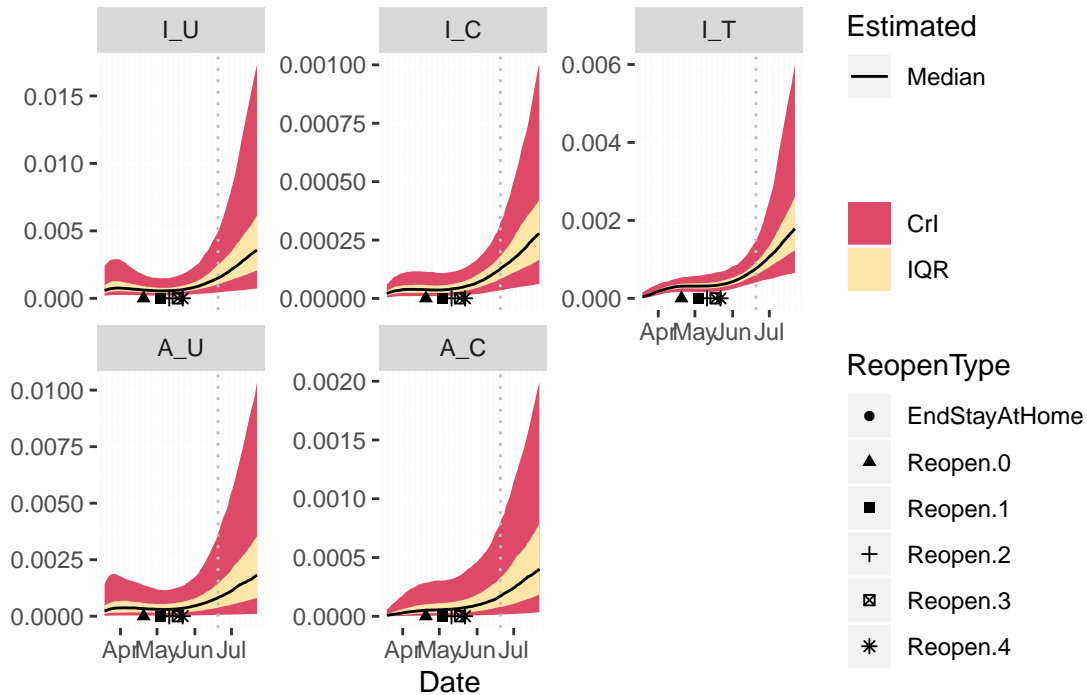 I_U
I_C
I_T
0.015
0.010
0.005
0.000
0.00100
0.00075
0.00050
0.00025
0.00000
0.006
0.004
0.002
0.000
Apr May Jun Jul
A_U
A_C
0.0100
0.0075
0.0050
0.0025
0.0000
0.0020
0.0015
0.0010
0.0005
0.0000
Apr May Jun Jul
Apr May Jun Jul
Date
Estimated
Median
CrI
IQR
ReopenType
EndStayAtHome
Reopen.0
Reopen.1
Reopen.2
Reopen.3
Reopen.4